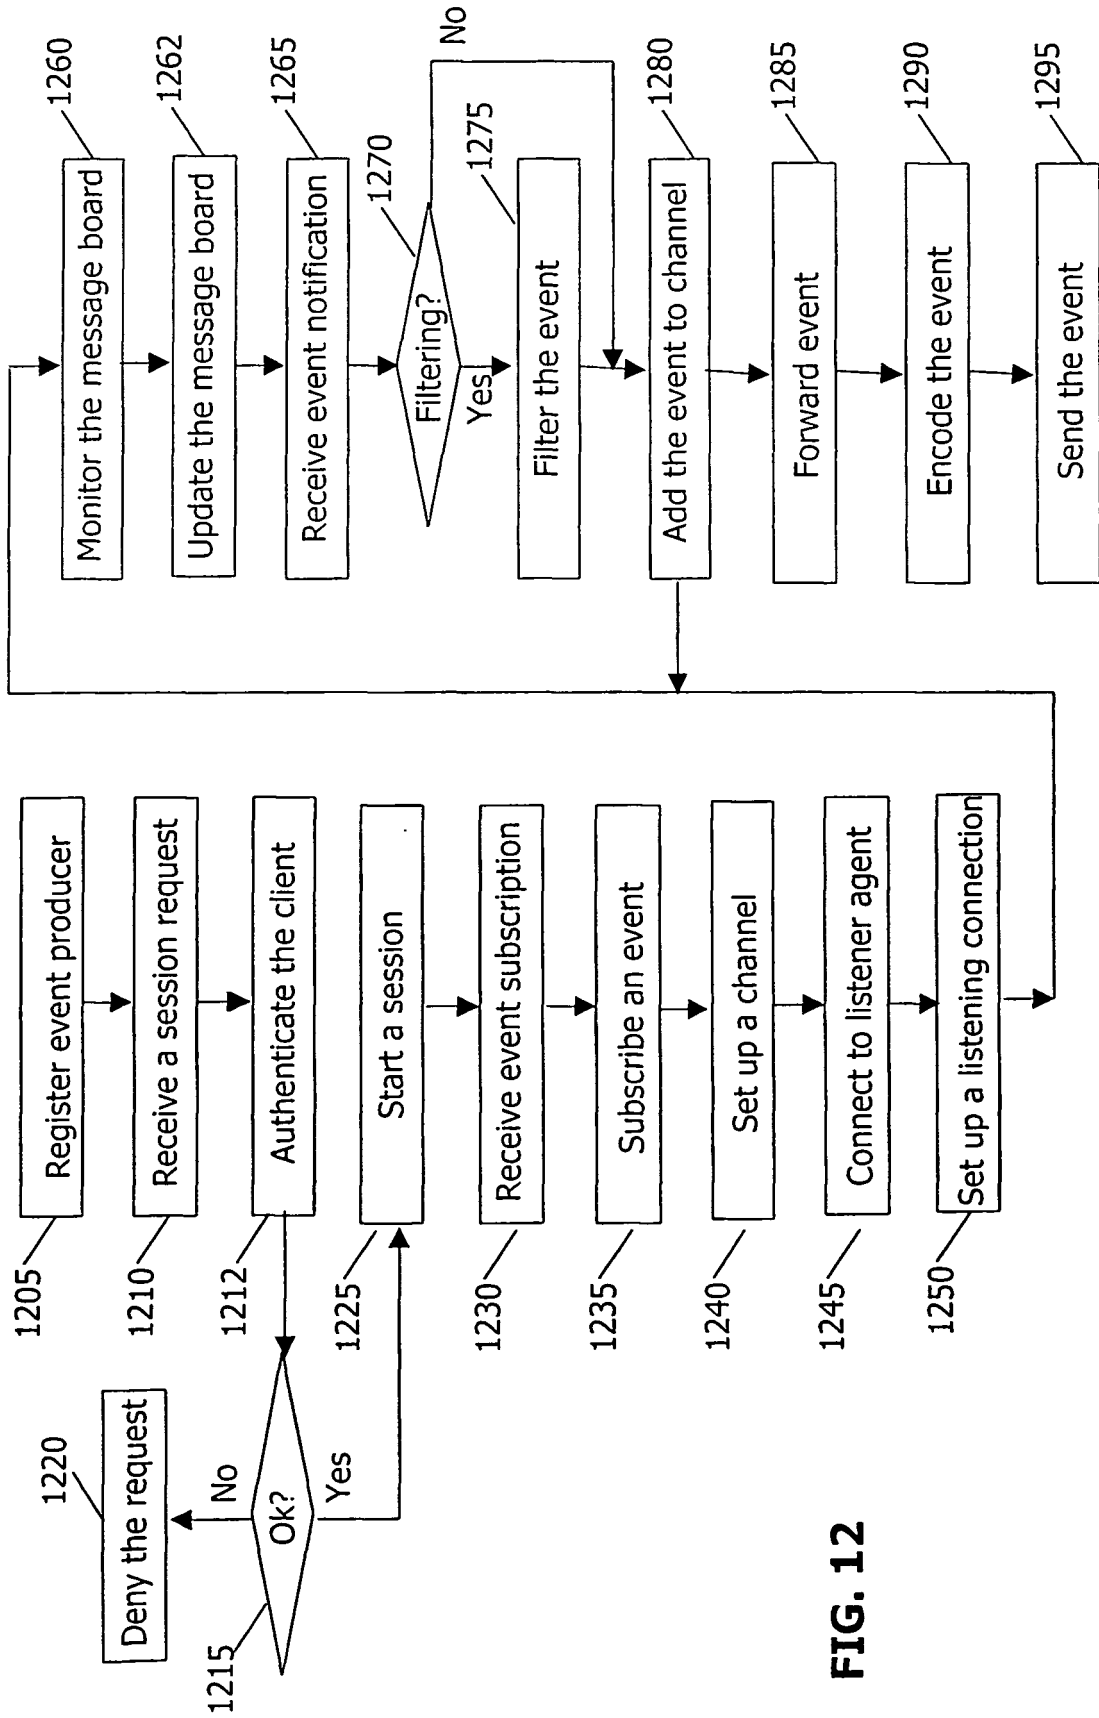 1220
Deny the request
No
Ok?
Yes
1215
1205
Register event producer
1210
Receive a session request
1212
Authenticate the client
1225
Start a session
1230
Receive event subscription
1235
Subscribe an event
1240
Set up a channel
1245
Connect to listener agent
1250
Set up a listening connection
1260
Monitor the message board
1262
Update the message board
1265
Receive event notification
1270
Filtering?
No
Yes
1275
Filter the event
1280
Add the event to channel
1285
Forward event
1290
Encode the event
1295
Send the event
FIG. 12